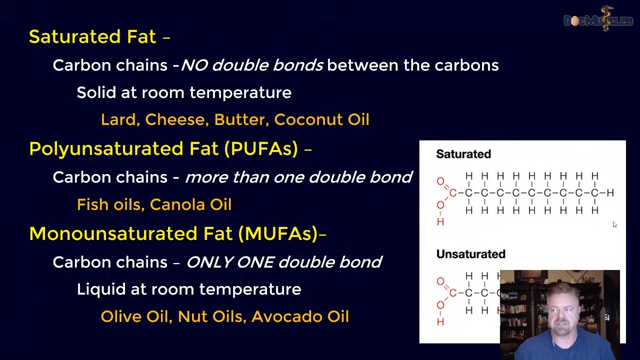 Saturated Fat –
Carbon chains -NO double bonds between the carbons
Solid at room temperature
Lard, Cheese, Butter, Coconut Oil
Polyunsaturated Fat (PUFAs) –
Carbon chains - more than one double bond
Fish oils, Canola Oil
Monounsaturated Fat (MUFAs)–
Carbon chains – ONLY ONE double bond
Liquid at room temperature
Olive Oil, Nut Oils, Avocado Oil
Saturated
H H H H H H H H H
O
C–C–C–C–C–C–C–C–C–C–H
O
H H H H H H H H H
H
Unsaturated
H H H
O
C–C–C
O
H H H
H